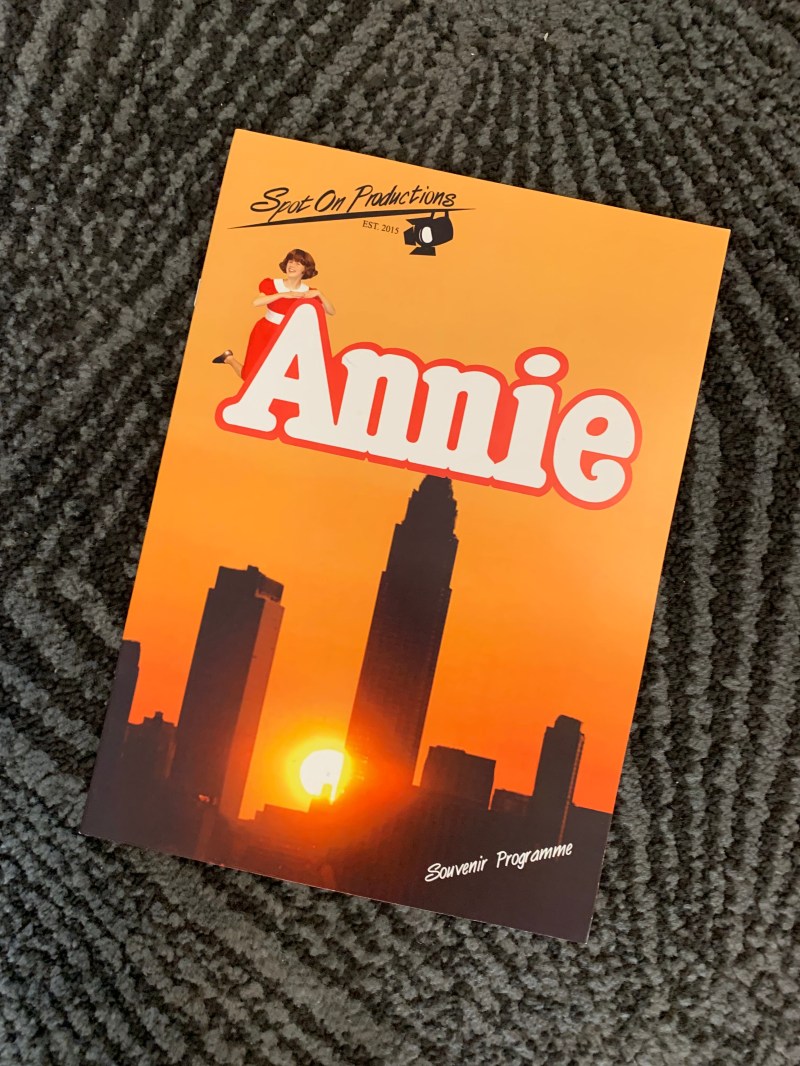 Spot On Productions
EST. 2015
Annie
Souvenir Programme